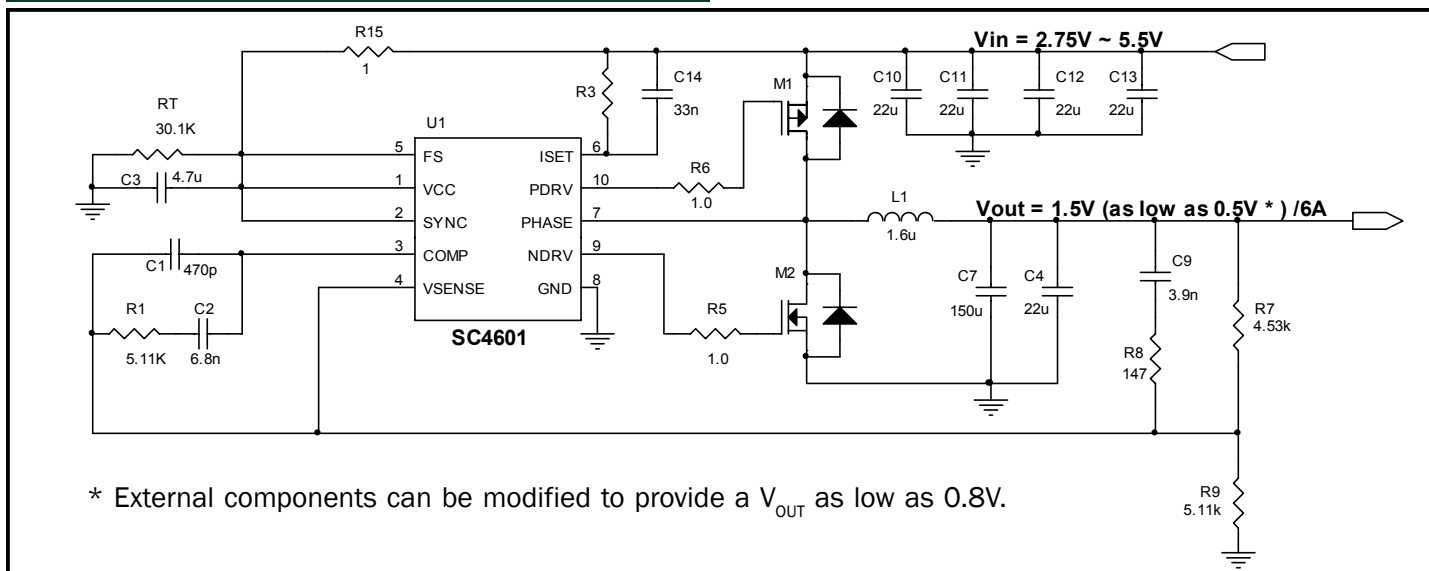 R15
1
Vin = 2.75V ~ 5.5V
RT
30.1K
C3
4.7u
R3
C14
33n
M1
C10
22u
C11
22u
C12
22u
C13
22u
U1
5 FS
1 VCC
2 SYNC
3 COMP
4 VSENSE
ISET 6
PDRV 10
PHASE 7
NDRV 9
GND 8
SC4601
R6
1.0
L1
1.6u
Vout = 1.5V (as low as 0.5V * ) /6A
C1
470p
R1
5.11K
C2
6.8n
R5
1.0
M2
C7
150u
C4
22u
C9
3.9n
R8
147
R7
4.53k
R9
5.11k
* External components can be modified to provide a VOUT as low as 0.8V.